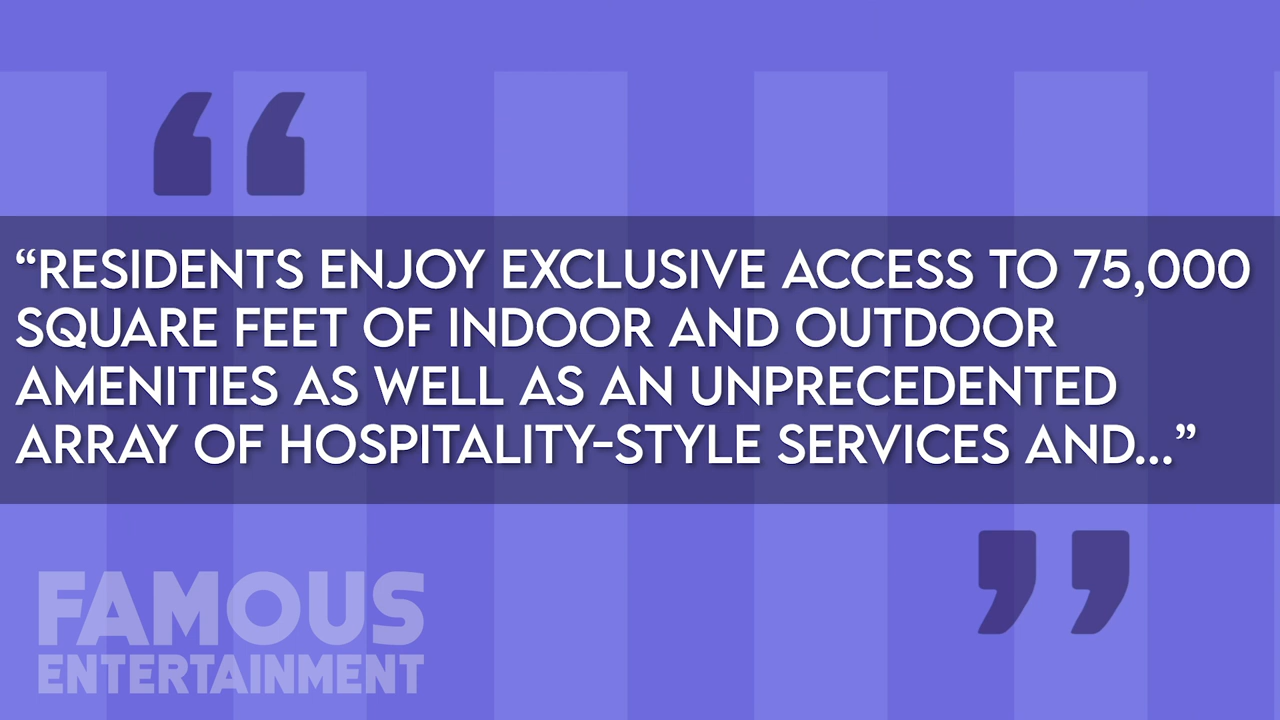 “RESIDENTS ENJOY EXCLUSIVE ACCESS TO 75,000
SQUARE FEET OF INDOOR AND OUTDOOR
AMENITIES AS WELL AS AN UNPRECEDENTED
ARRAY OF HOSPITALITY-STYLE SERVICES AND...”
FAMOUS
ENTERTAINMENT